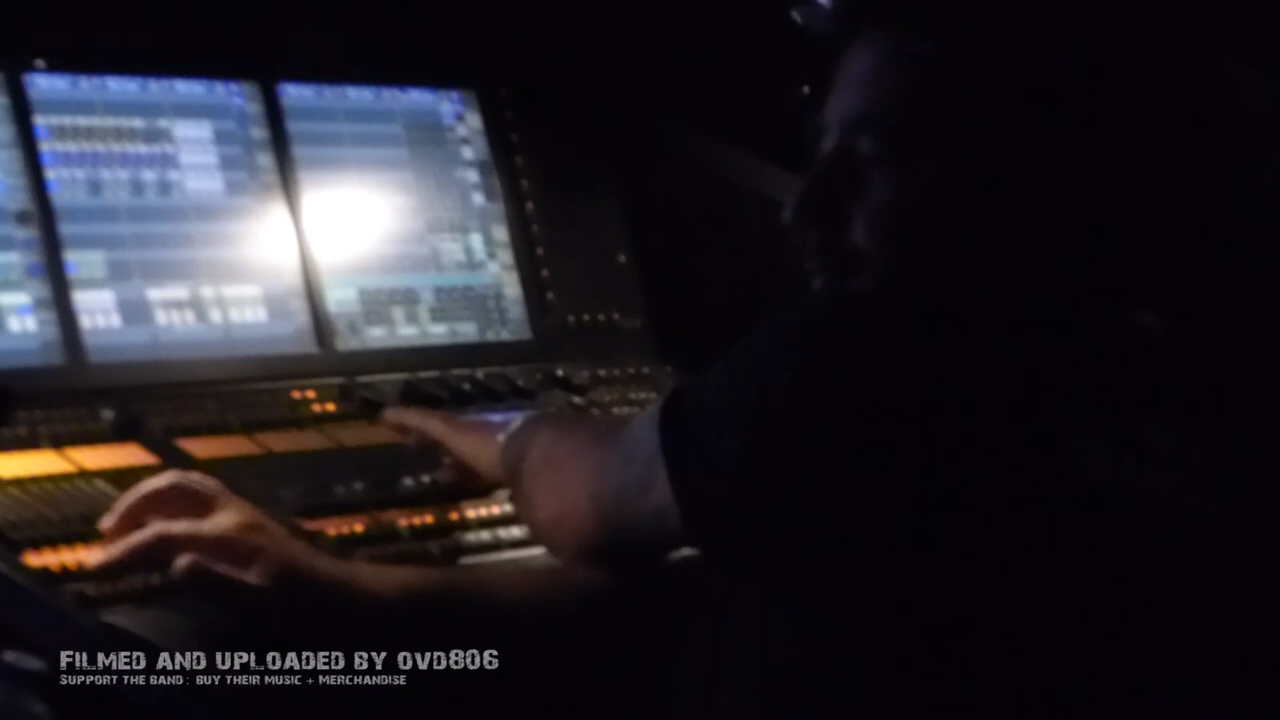 Filmed and uploaded by ovd806
Support the band : buy their music + merchandise